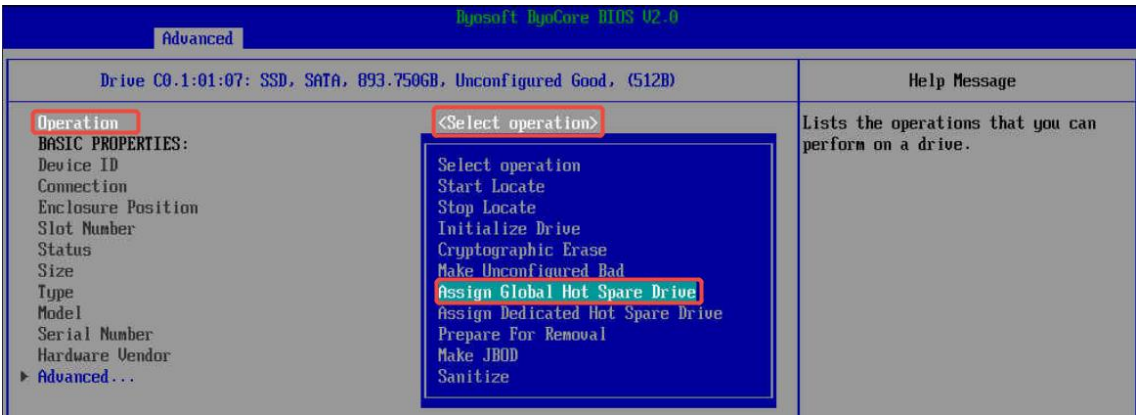 Byosoft ByoCore BIOS V2.0
Advanced
Drive C0.1:01:07: SSD, SATA, 893.750GB, Unconfigured Good, (512B)
Help Message
Operation
<Select operation>
Lists the operations that you can
perform on a drive.
BASIC PROPERTIES:
Device ID
Connection
Enclosure Position
Slot Number
Status
Size
Type
Model
Serial Number
Hardware Vendor
Advanced...
Select operation
Start Locate
Stop Locate
Initialize Drive
Cryptographic Erase
Make Unconfigured Bad
Assign Global Hot Spare Drive
Assign Dedicated Hot Spare Drive
Prepare For Removal
Make JBOD
Sanitize